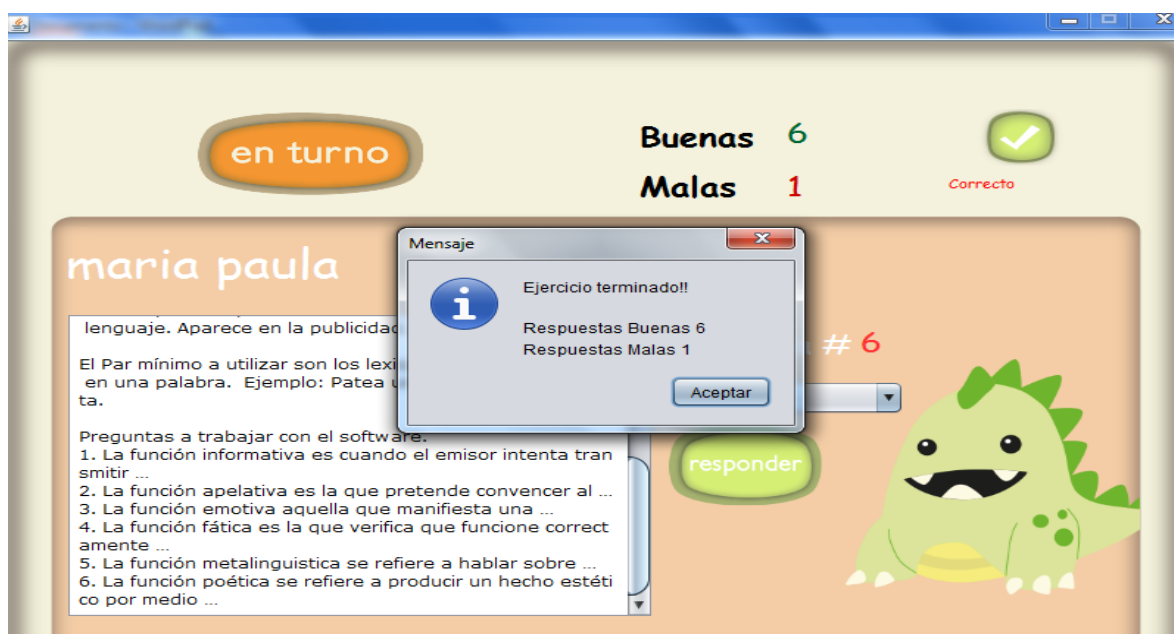 en turno
Buenas 6
Malas 1
Correcto
maria paula
Mensaje
Ejercicio terminado!!
Respuestas Buenas 6
Respuestas Malas 1
Aceptar
# 6
responder
lenguaje. Aparece en la
El Par mínimo a utilizar son los
en una palabra. Ejemplo: Patea
ta.
Preguntas a trabajar con el software.
1. La función informativa es cuando el emisor intenta tran
smitir ...
2. La función apelativa es la que pretende convencer al ...
3. La función emotiva aquella que manifiesta una ...
4. La función fática es la que verifica que funcione correct
amente ...
5. La función metalinguistica se refiere a hablar sobre ...
6. La función poética se refiere a producir un hecho estéti
co por medio ...